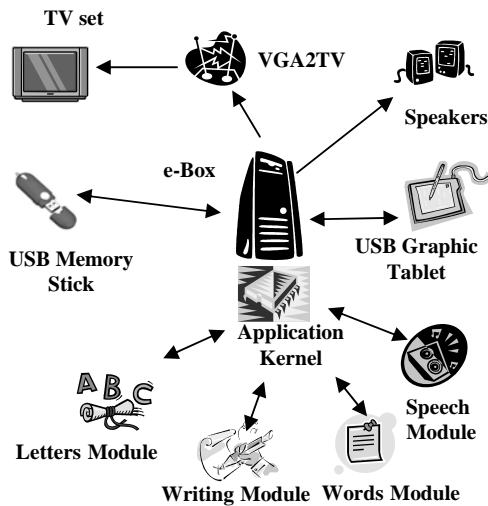 TV set
VGA2TV
Speakers
e-Box
USB Memory
Stick
USB Graphic
Tablet
Application
Kernel
A B C
Letters Module
Speech
Module
Writing Module
Words Module